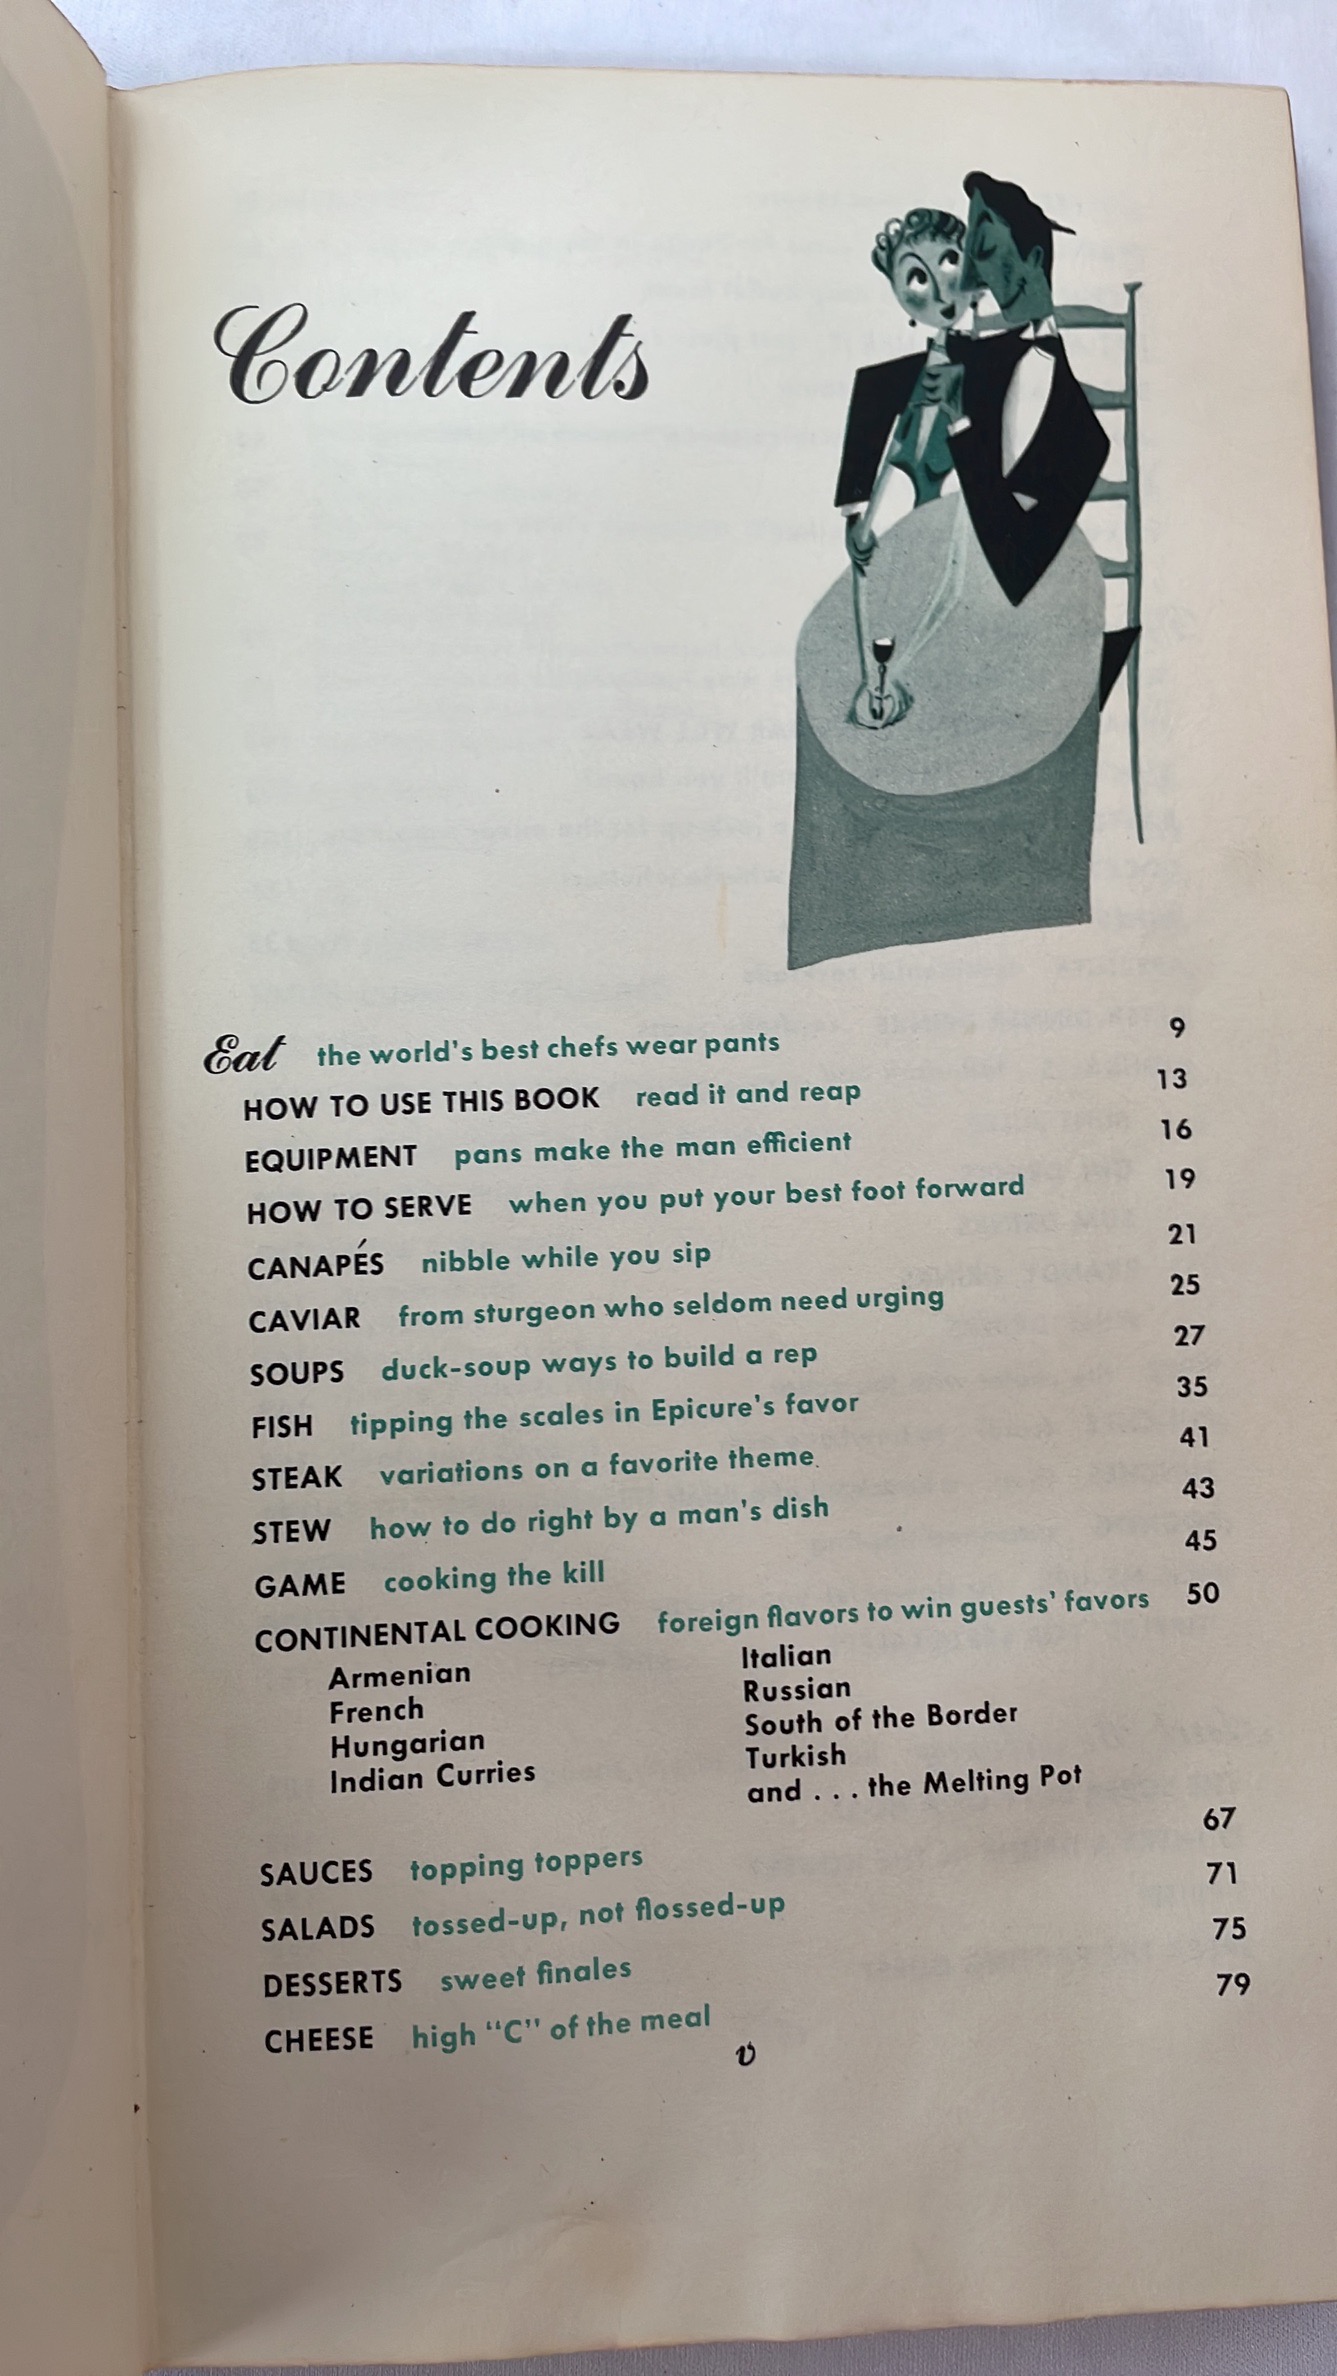 Contents
Eat the world's best chefs wear pants 9
HOW TO USE THIS BOOK read it and reap 13
EQUIPMENT pans make the man efficient 16
HOW TO SERVE when you put your best foot forward 19
CANAPÉS nibble while you sip 21
CAVIAR from sturgeon who seldom need urging 25
SOUPS duck-soup ways to build a rep 27
FISH tipping the scales in Epicure's favor 35
STEAK variations on a favorite theme 41
STEW how to do right by a man's dish 43
GAME cooking the kill 45
CONTINENTAL COOKING foreign flavors to win guests' favors 50
Armenian
French
Hungarian
Indian Curries
Italian
Russian
South of the Border
Turkish
and . . . the Melting Pot
SAUCES topping toppers 67
SALADS tossed-up, not flossed-up 71
DESSERTS sweet finales 75
CHEESE high "C" of the meal 79
v